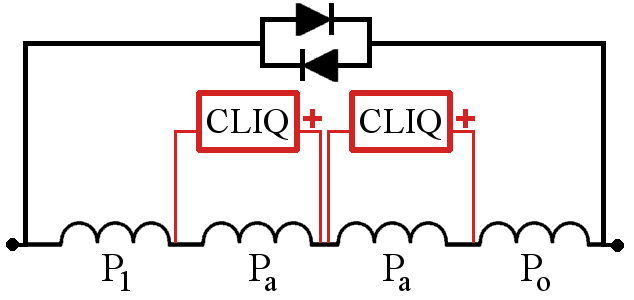 CLIQ + CLIQ +
P1 Pa Pa Po